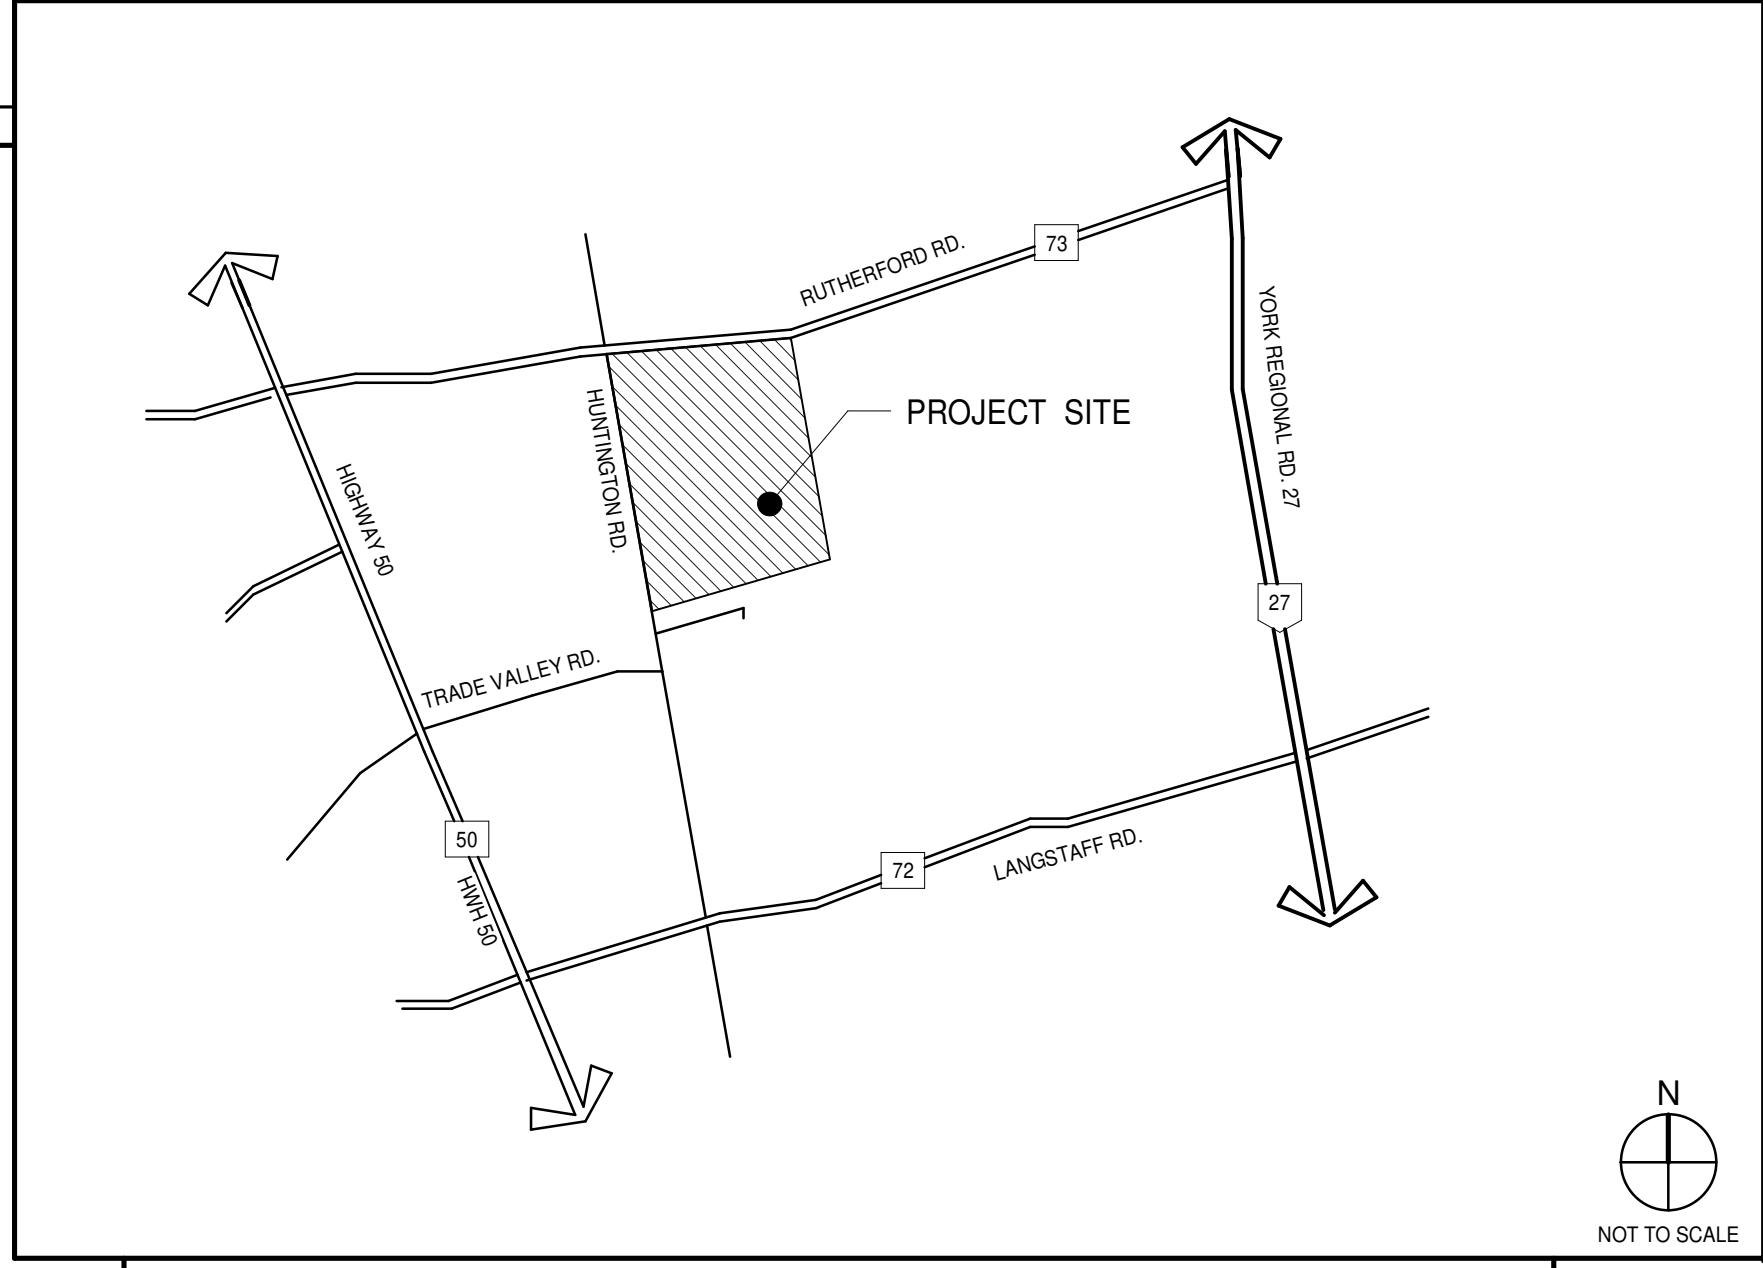 RUTHERFORD RD.
73
YORK REGIONAL RD. 27
HUNTINGTON RD.
PROJECT SITE
HIGHWAY 50
27
TRADE VALLEY RD.
50
HWH 50
72
LANGSTAFF RD.
N
NOT TO SCALE